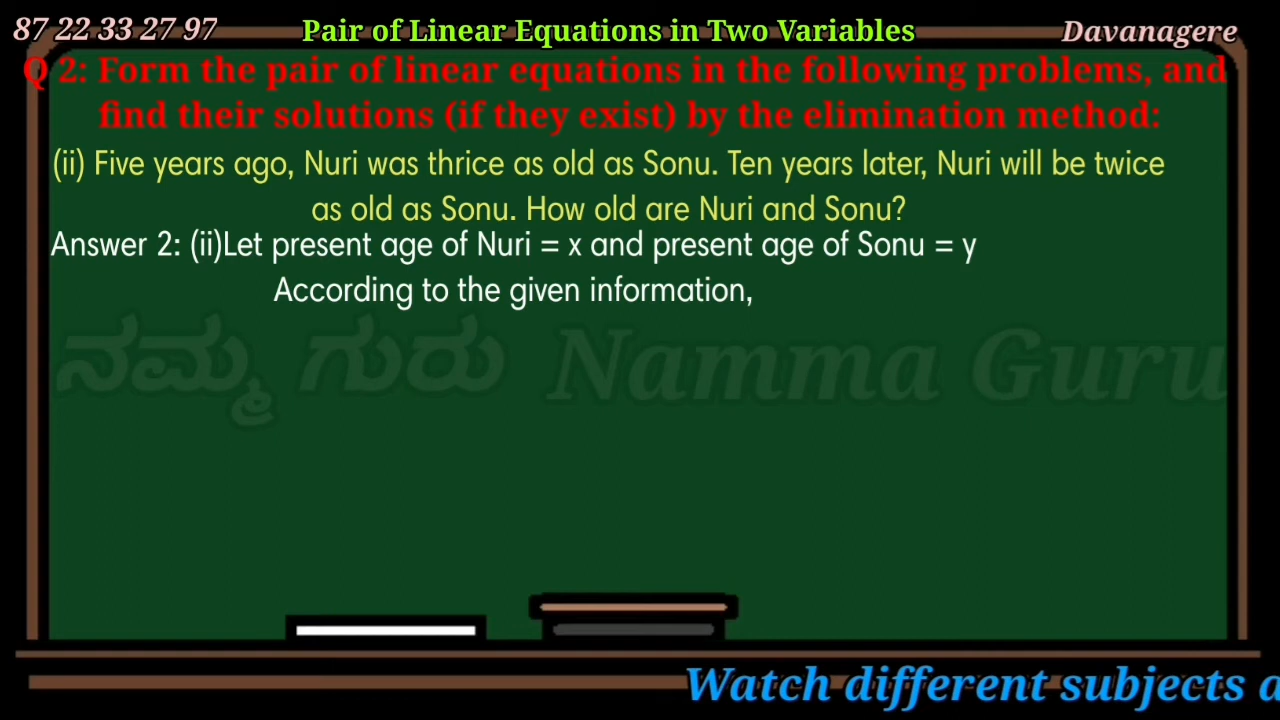 87 22 33 27 97 Pair of Linear Equations in Two Variables Davanagere
Q 2: Form the pair of linear equations in the following problems, and
find their solutions (if they exist) by the elimination method:
(ii) Five years ago, Nuri was thrice as old as Sonu. Ten years later, Nuri will be twice
as old as Sonu. How old are Nuri and Sonu?
Answer 2: (ii)Let present age of Nuri = x and present age of Sonu = y
According to the given information,
ನಮ್ಮ ಗುರು Namma Guru
Watch different subjects a